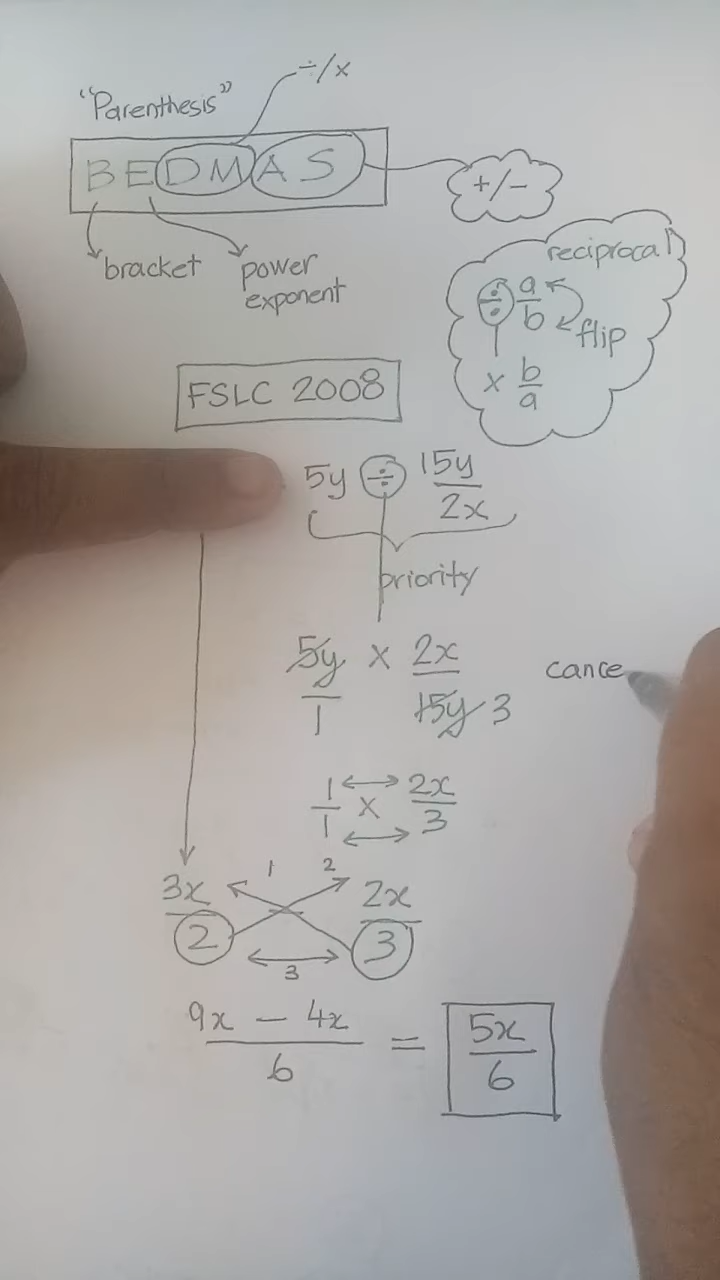 ÷/x
"Parenthesis"
BEDMAS
+/-
bracket
power
exponent
reciprocal
÷ a/b
flip
x b/a
FSLC 2008
5y ÷ 15y/2x
priority
5y/1 x 2x/15y 3
cance
1/1 x 2x/3
1 2
3x/2 2x/3
3
9x - 4x/6 = 5x/6